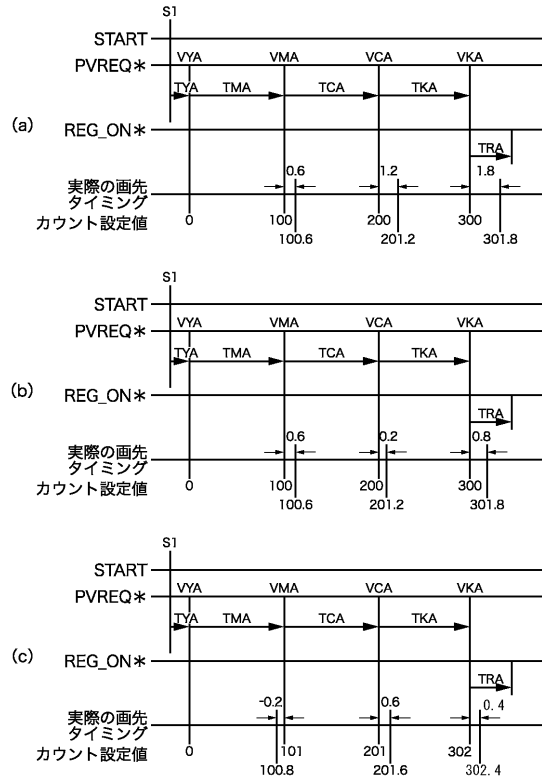 S1
START
VYA VMA VCA VKA
PVREQ＊
TYA TMA TCA TKA
(a)
REG_ON＊
TRA
0.6 1.2 1.8
実際の画先
タイミング
カウント設定値
0 100 200 300
100.6 201.2 301.8
S1
START
VYA VMA VCA VKA
PVREQ＊
TYA TMA TCA TKA
(b)
REG_ON＊
TRA
0.6 0.2 0.8
実際の画先
タイミング
カウント設定値
0 100 200 300
100.6 201.2 301.8
S1
START
VYA VMA VCA VKA
PVREQ＊
TYA TMA TCA TKA
(c)
REG_ON＊
TRA
-0.2 0.6 0.4
実際の画先
タイミング
カウント設定値
0 101 201 302
100.8 201.6 302.4